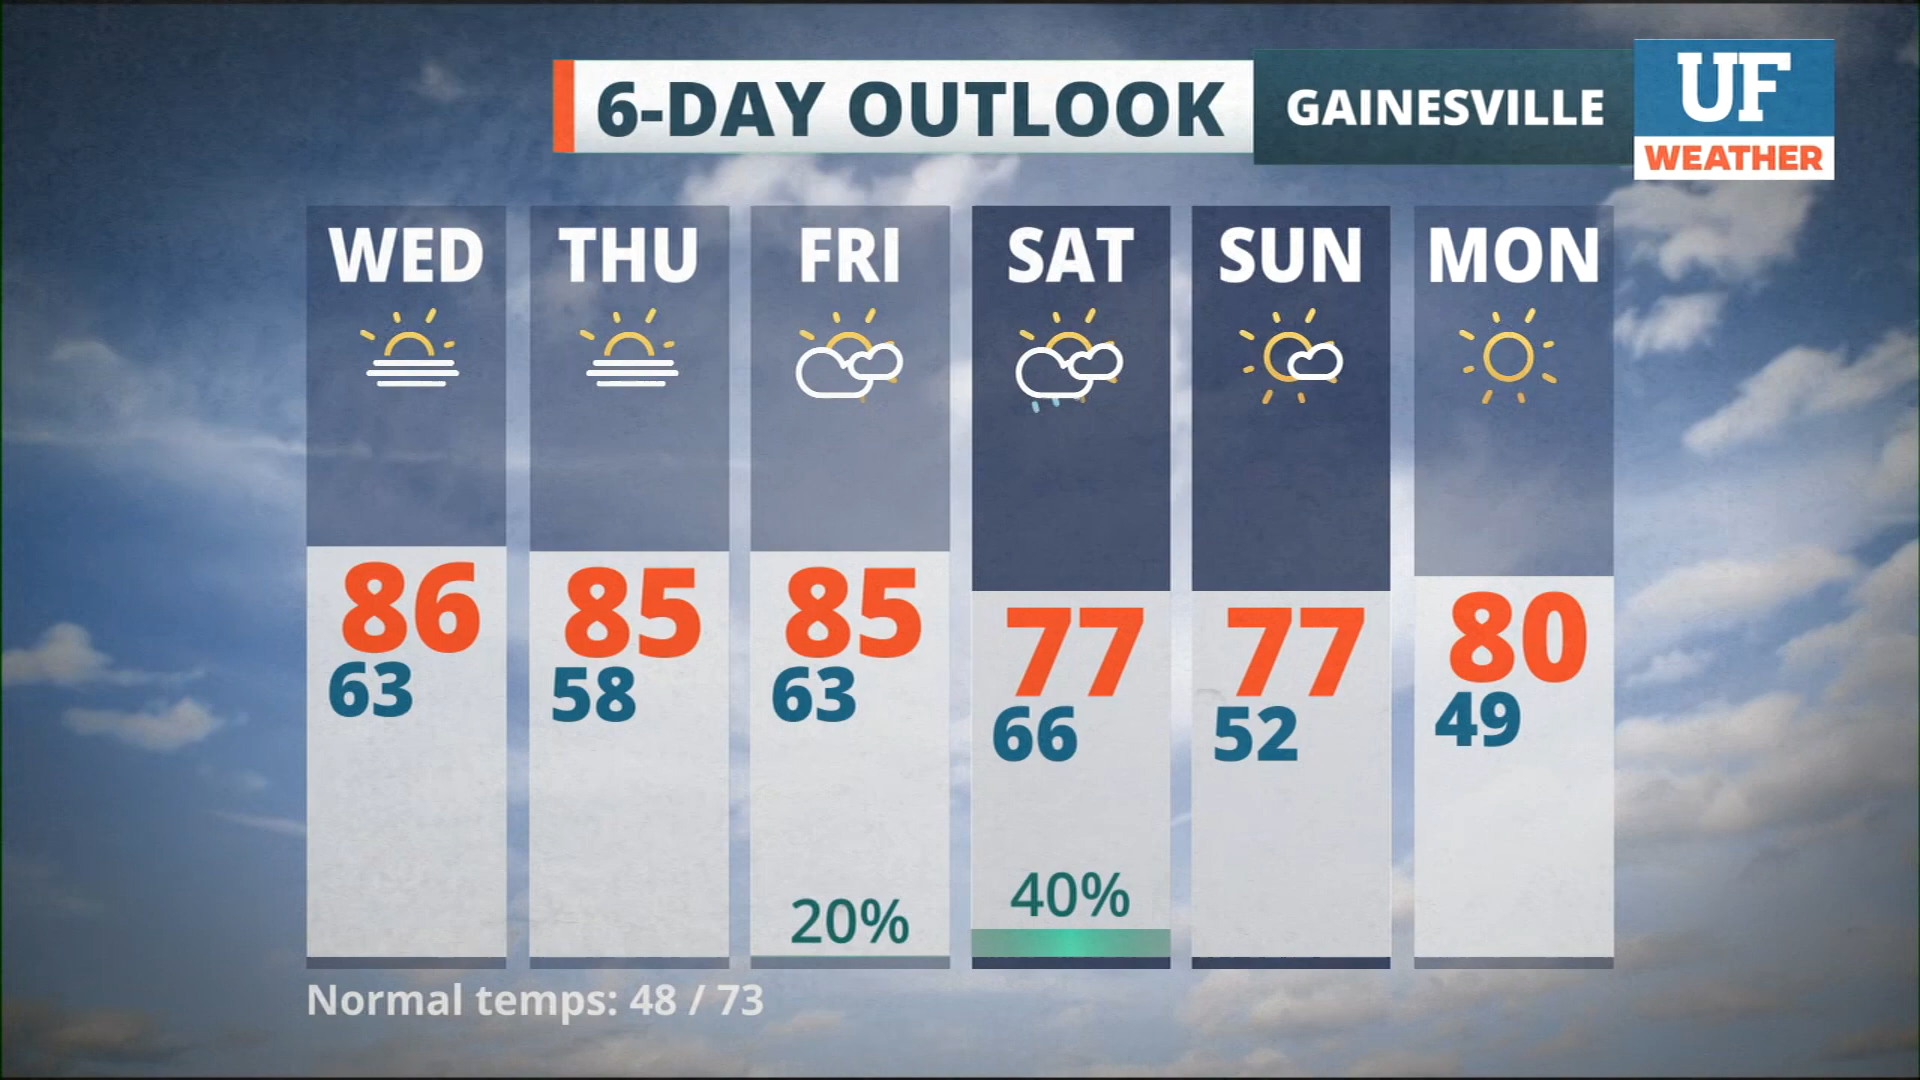 6-DAY OUTLOOK GAINESVILLE UF
WEATHER
WED THU FRI SAT SUN MON
86 85 85 77 77 80
63 58 63 66 52 49
20% 40%
Normal temps: 48 / 73